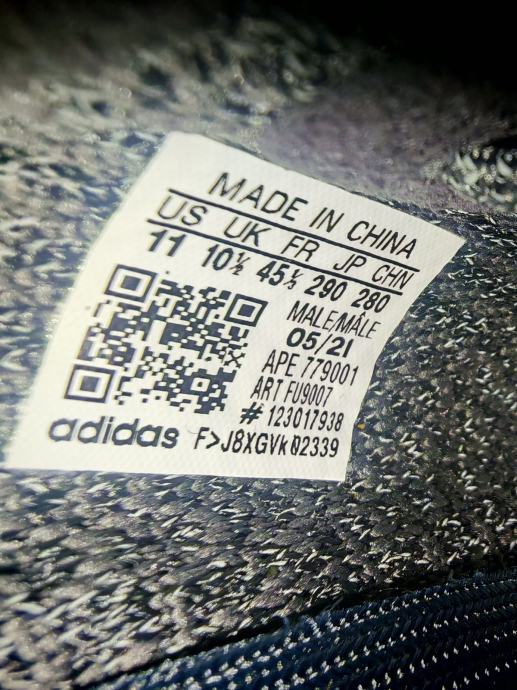 MADE IN CHINA
US UK FR JP CHN
11 10½ 45⅓ 290 280
MALE/MÂLE
05/21
APE 779001
ART FU9007
# 123017938
adidas F>J8XGVk02339